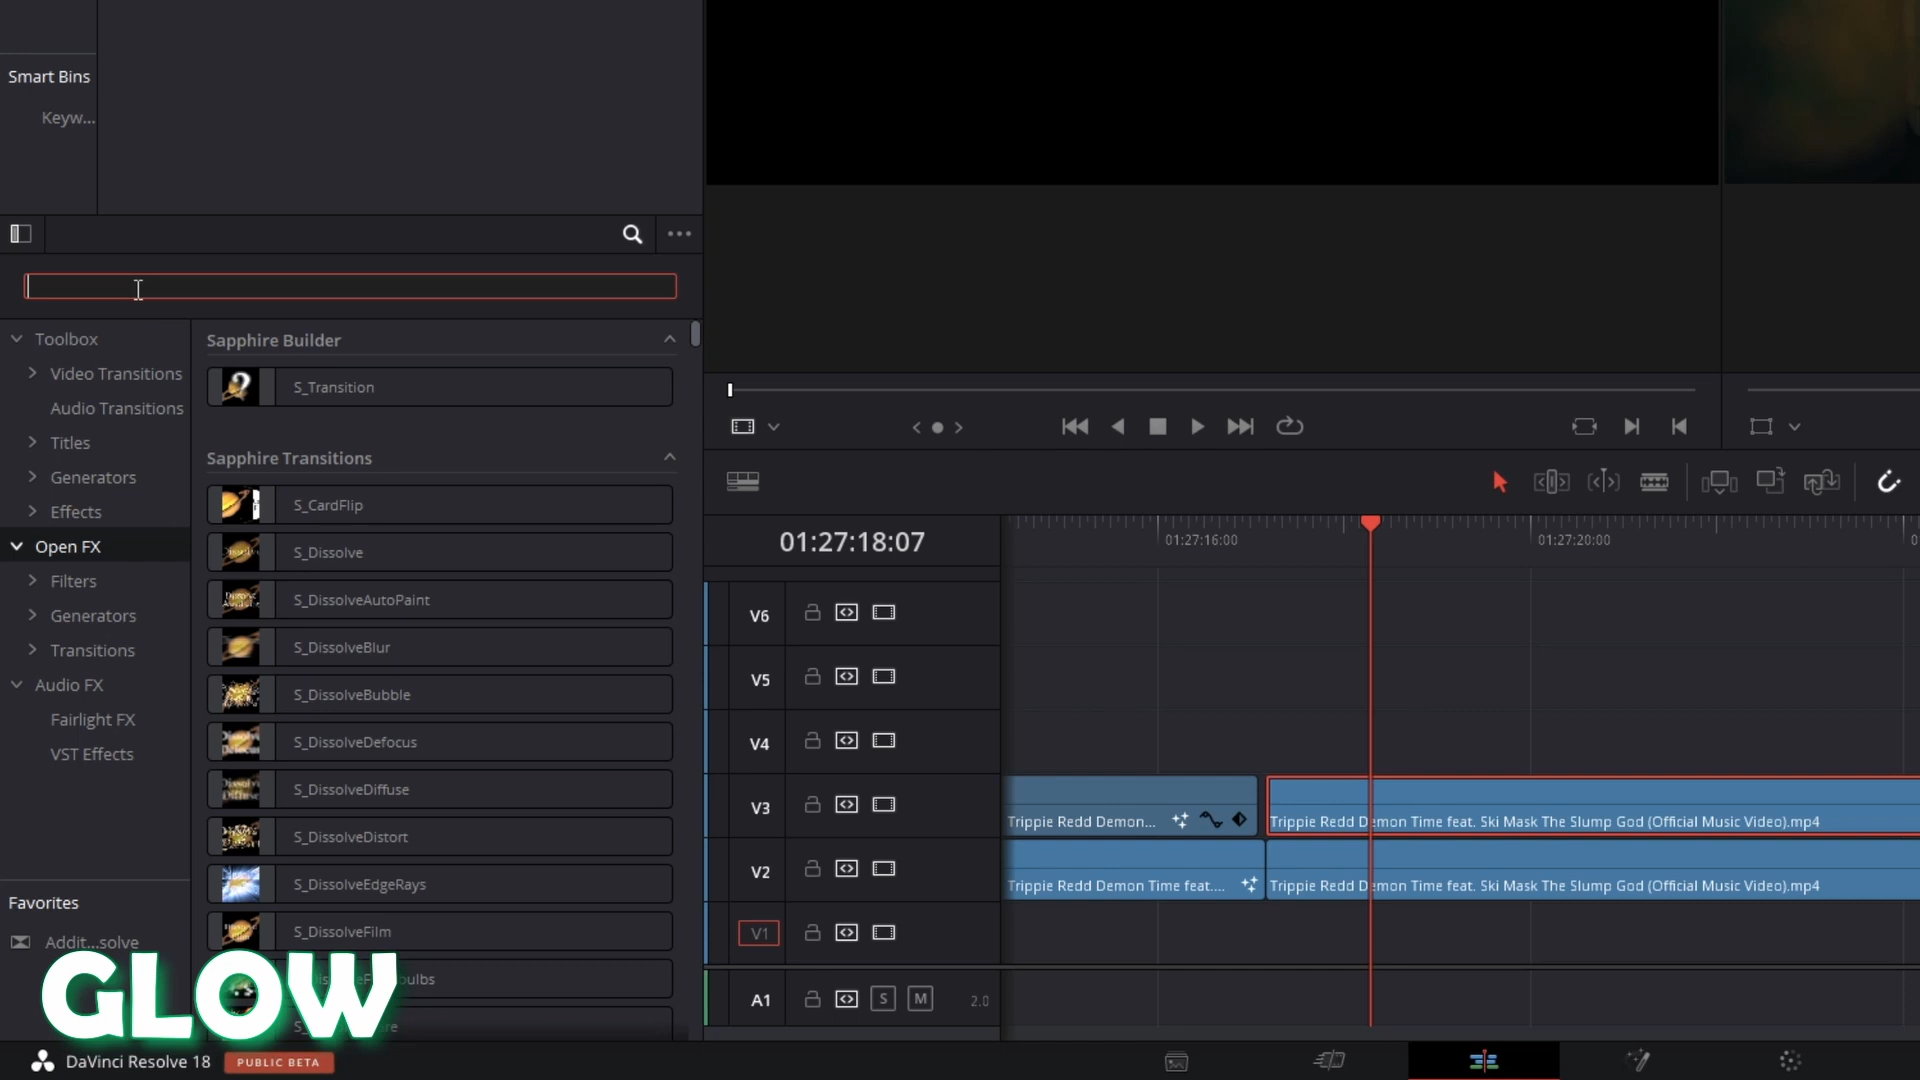 Smart Bins
Keyw...
Toolbox
Video Transitions
Audio Transitions
Titles
Generators
Effects
Open FX
Filters
Generators
Transitions
Audio FX
Fairlight FX
VST Effects
Favorites
Addit...solve
Sapphire Builder
S_Transition
Sapphire Transitions
S_CardFlip
S_Dissolve
S_DissolveAutoPaint
S_DissolveBlur
S_DissolveBubble
S_DissolveDefocus
S_DissolveDiffuse
S_DissolveDistort
S_DissolveEdgeRays
S_DissolveFilm
GLOW
01:27:18:07
01:27:16:00
01:27:20:00
V6
V5
V4
V3
Trippie Redd Demon...
Trippie Redd Demon Time feat. Ski Mask The Slump God (Official Music Video).mp4
V2
Trippie Redd Demon Time feat....
Trippie Redd Demon Time feat. Ski Mask The Slump God (Official Music Video).mp4
V1
A1
S
M
2.0
DaVinci Resolve 18
PUBLIC BETA